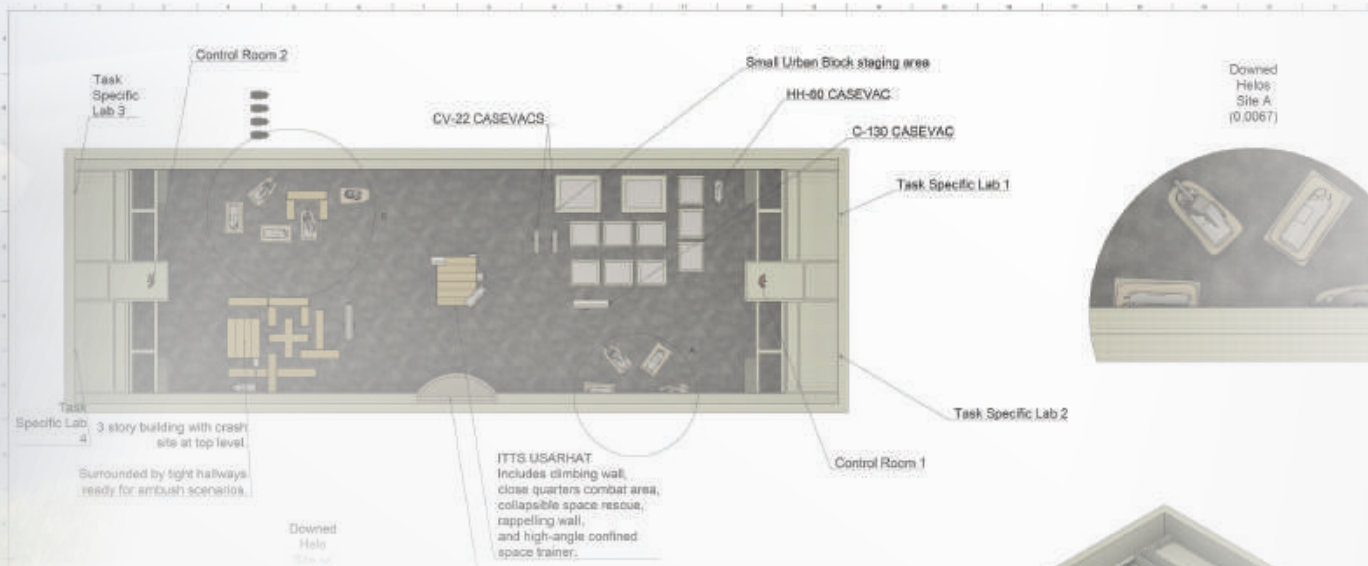 Task
Specific
Lab 3
Control Room 2
CV-22 CASEVACS
Small Urban Block staging area
HH-60 CASEVAC
C-130 CASEVAC
Task Specific Lab 1
Downed
Helos
Site A
(0.0067)
B
A
Task
Specific Lab
4
3 story building with crash
site at top level.
Surrounded by tight hallways
ready for ambush scenarios.
ITTS USARHAT
Includes climbing wall,
close quarters combat area,
collapsible space rescue,
rappelling wall,
and high-angle confined
space trainer.
Control Room 1
Task Specific Lab 2
Downed
Helo